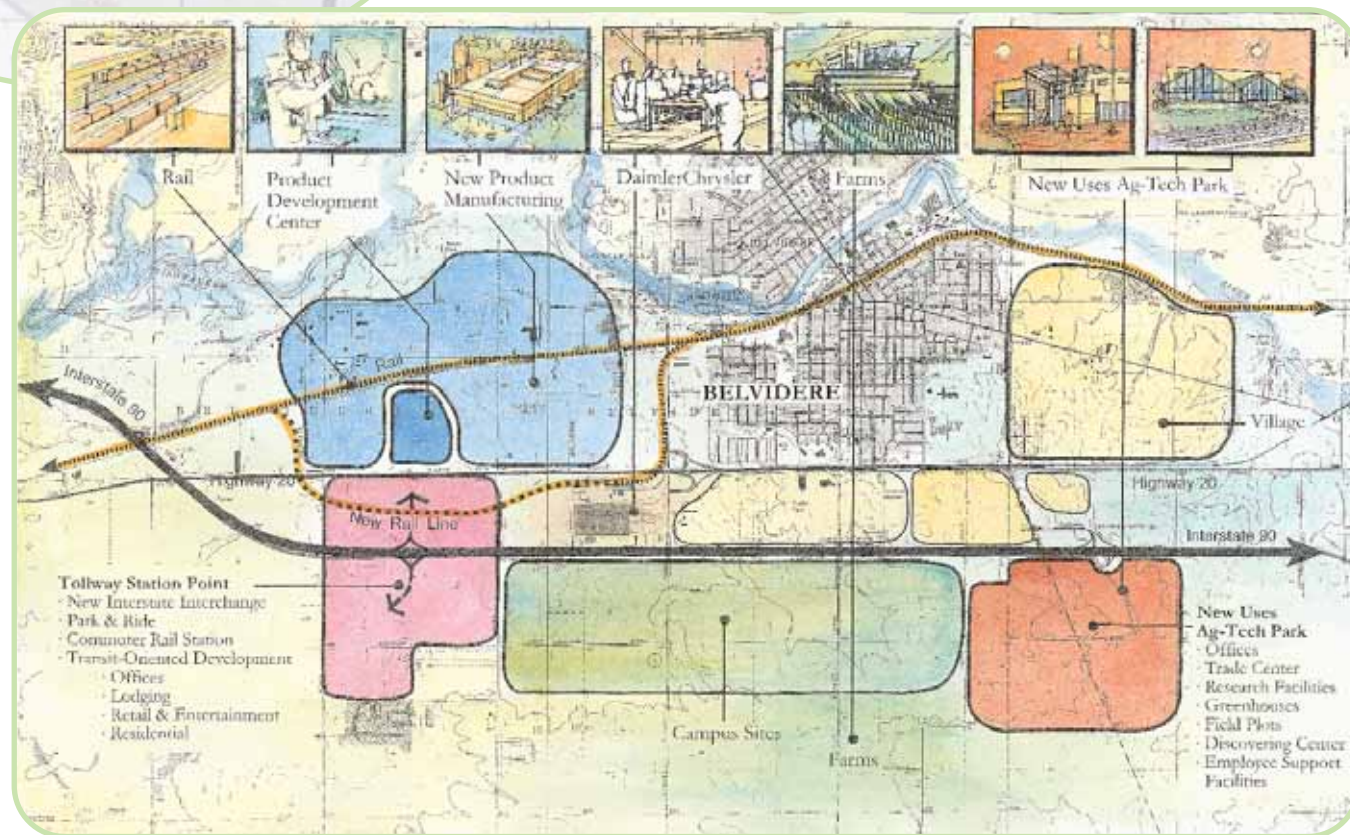 Rail
Product
Development
Center
New Product
Manufacturing
DaimlerChrysler
Farms
New Uses Ag-Tech Park
Rail
Interstate 90
BELVIDERE
Village
Highway 20
Highway 20
New Rail Line
Interstate 90
Tollway Station Point
· New Interstate Interchange
· Park & Ride
· Commuter Rail Station
· Transit-Oriented Development
· Offices
· Lodging
· Retail & Entertainment
· Residential
Campus Sites
Farms
New Uses
Ag-Tech Park
· Offices
· Trade Center
· Research Facilities
· Greenhouses
· Field Plots
· Discovering Center
· Employee Support
Facilities